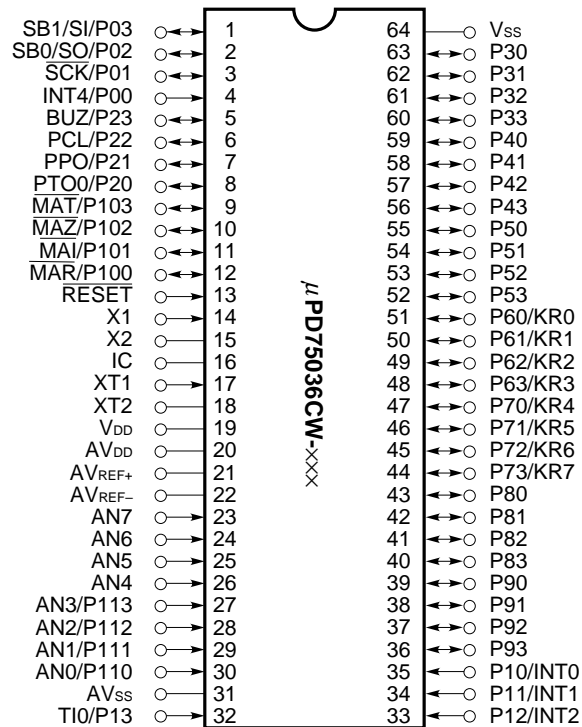 SB1/SI/P03 1 64 VSS
SB0/SO/P02 2 63 P30
SCK/P01 3 62 P31
INT4/P00 4 61 P32
BUZ/P23 5 60 P33
PCL/P22 6 59 P40
PPO/P21 7 58 P41
PTO0/P20 8 57 P42
MAT/P103 9 56 P43
MAZ/P102 10 55 P50
MAI/P101 11 54 P51
MAR/P100 12 53 P52
RESET 13 52 P53
X1 14 51 P60/KR0
X2 15 50 P61/KR1
IC 16 49 P62/KR2
XT1 17 48 P63/KR3
XT2 18 47 P70/KR4
VDD 19 46 P71/KR5
AVDD 20 45 P72/KR6
AVREF+ 21 44 P73/KR7
AVREF– 22 43 P80
AN7 23 42 P81
AN6 24 41 P82
AN5 25 40 P83
AN4 26 39 P90
AN3/P113 27 38 P91
AN2/P112 28 37 P92
AN1/P111 29 36 P93
AN0/P110 30 35 P10/INT0
AVSS 31 34 P11/INT1
TI0/P13 32 33 P12/INT2
μPD75036CW-×××